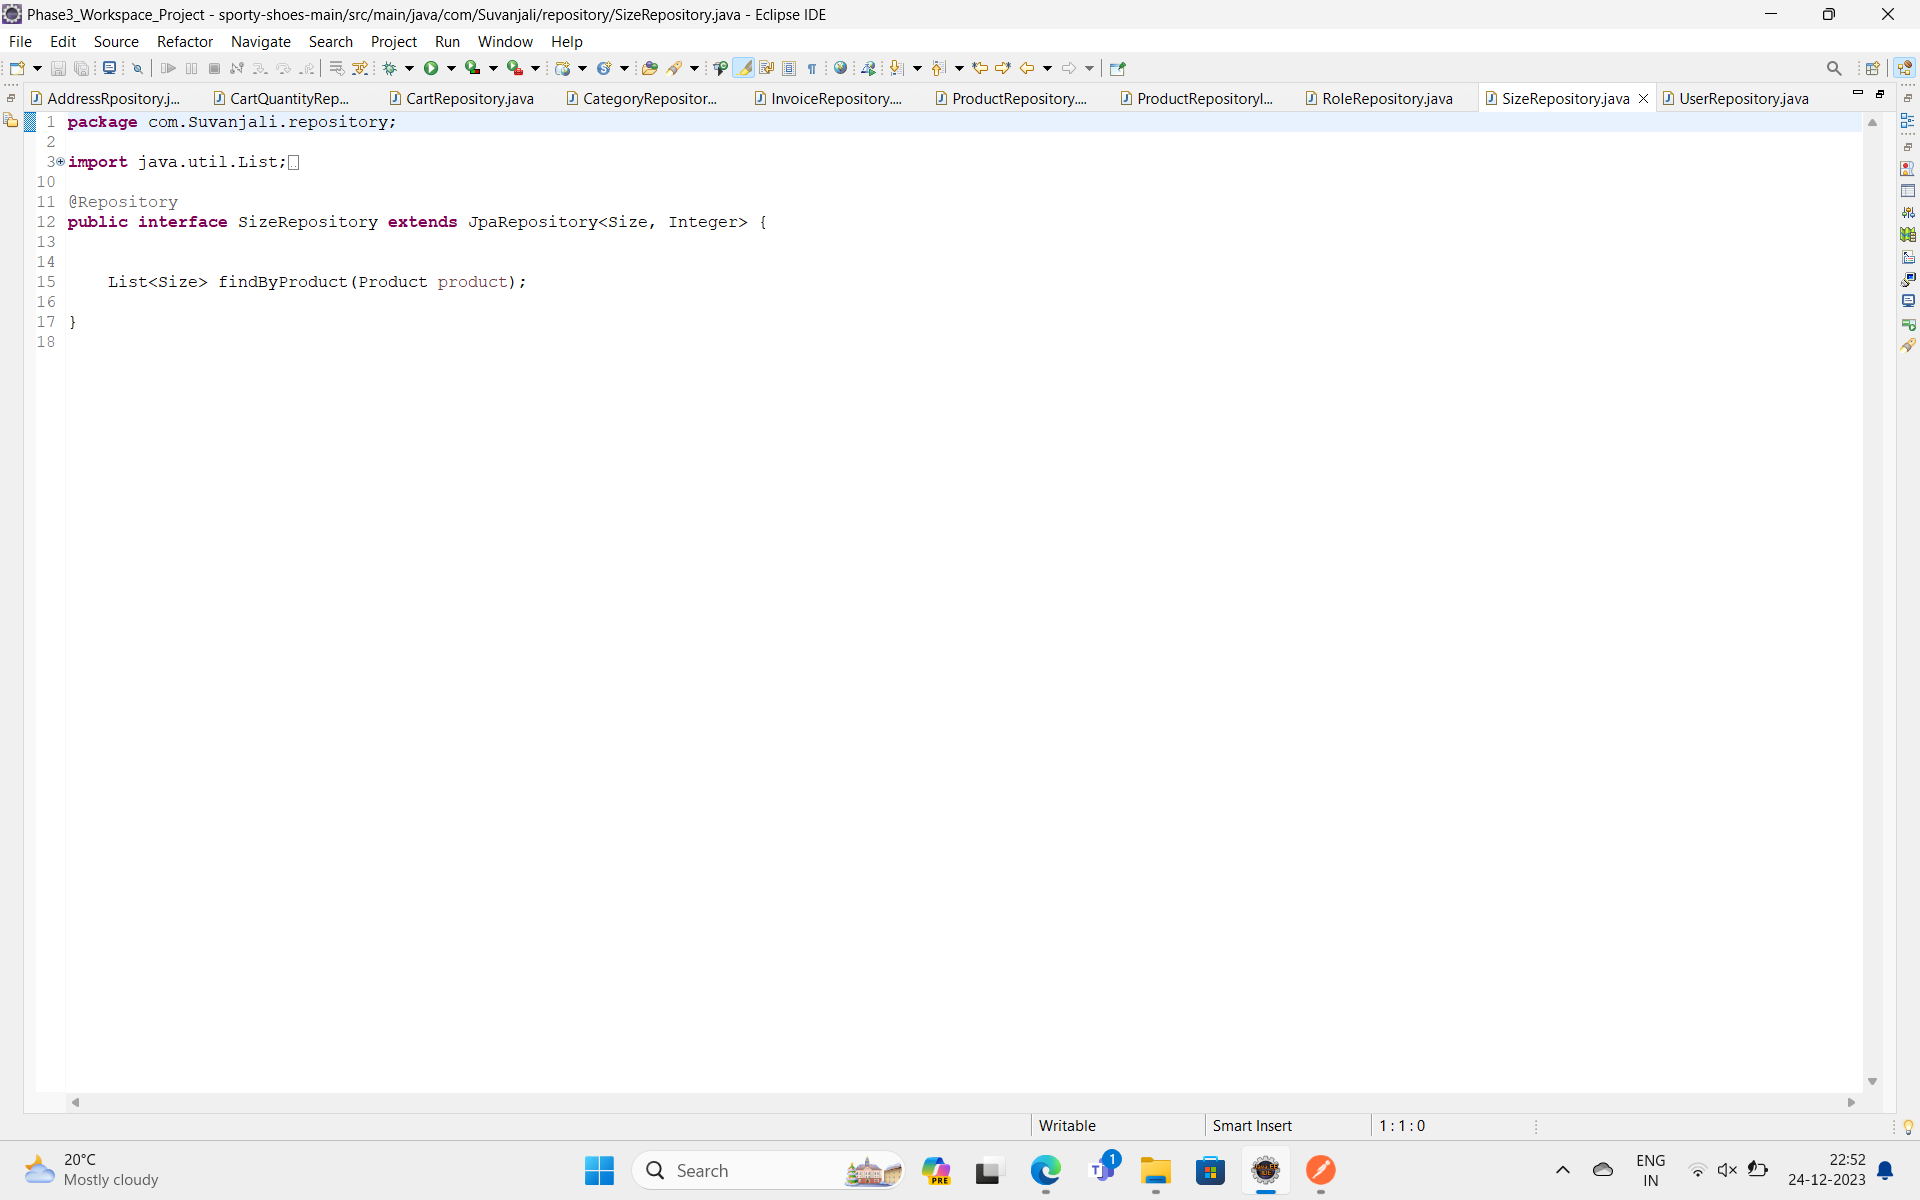 Phase3_Workspace_Project - sporty-shoes-main/src/main/java/com/Suvanjali/repository/SizeRepository.java - Eclipse IDE
File Edit Source Refactor Navigate Search Project Run Window Help
AddressRpository.j... CartQuantityRep... CartRepository.java CategoryRepositor... InvoiceRepository.... ProductRepository.... ProductRepositoryI... RoleRepository.java SizeRepository.java UserRepository.java
1 package com.Suvanjali.repository;
2
3 import java.util.List;
10
11 @Repository
12 public interface SizeRepository extends JpaRepository<Size, Integer> {
13
14
15 List<Size> findByProduct(Product product);
16
17 }
18
Writable Smart Insert 1 : 1 : 0
20°C
Mostly cloudy
Search
PRE
1
ENG
IN
22:52
24-12-2023